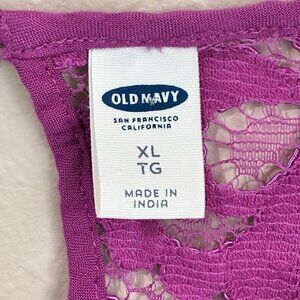 OLD NAVY
SAN FRANCISCO
CALIFORNIA
XL
TG
MADE IN
INDIA